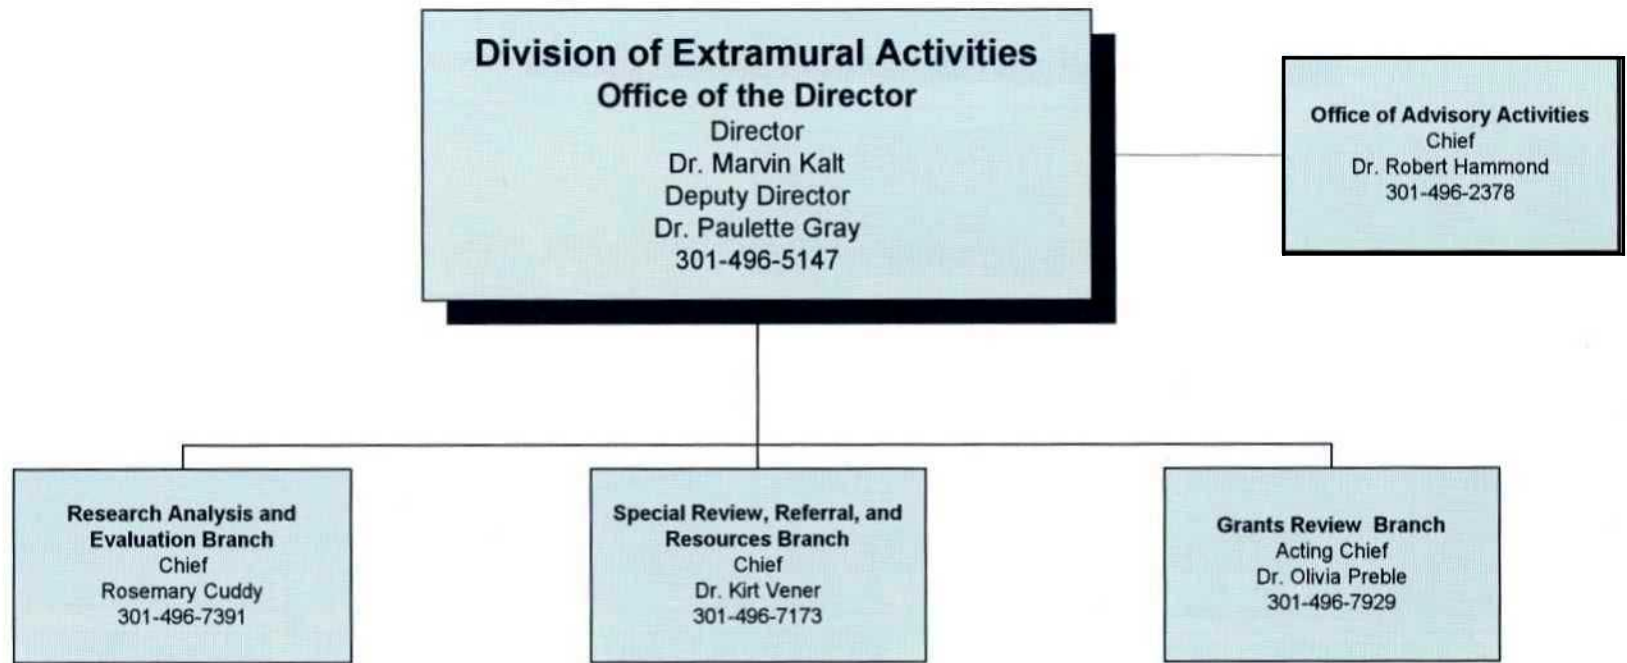 Division of Extramural Activities
Office of the Director
Director
Dr. Marvin Kalt
Deputy Director
Dr. Paulette Gray
301-496-5147
Office of Advisory Activities
Chief
Dr. Robert Hammond
301-496-2378
Research Analysis and
Evaluation Branch
Chief
Rosemary Cuddy
301-496-7391
Special Review, Referral, and
Resources Branch
Chief
Dr. Kirt Vener
301-496-7173
Grants Review Branch
Acting Chief
Dr. Olivia Preble
301-496-7929